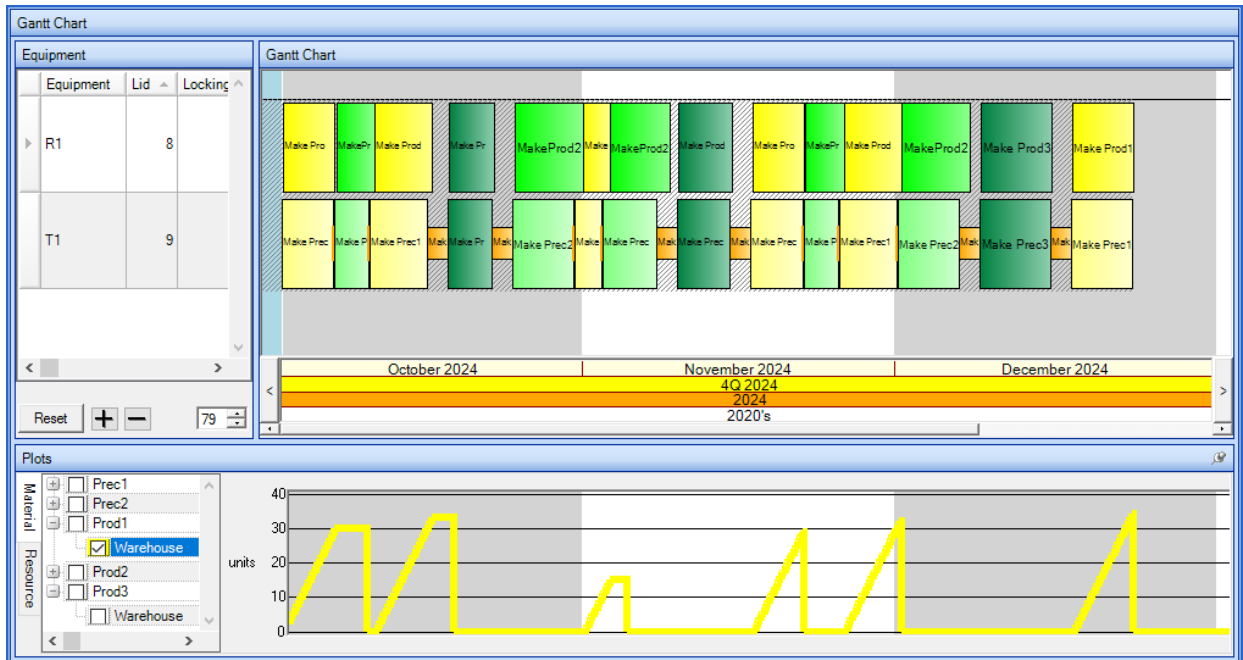 Gantt Chart
Equipment
Gantt Chart
Equipment Lid Locking
R1 8
T1 9
Make Pro MakePr Make Prod Make Pr MakeProd2 Make MakeProd2 Make Prod Make Pro MakePr Make Prod MakeProd2 Make Prod3 Make Prod1
Make Prec Make P Make Prec1 Mak Make Pr Mak Make Prec2 Make Make Prec Mak Make Prec Mak Make Prec Make P Make Prec1 Make Prec2 Mak Make Prec3 Mak Make Prec1
October 2024 November 2024 December 2024
4Q 2024
2024
2020's
Reset 79
Plots
Material
Resource
Prec1
Prec2
Prod1
Warehouse
Prod2
Prod3
Warehouse
units
40
30
20
10
0